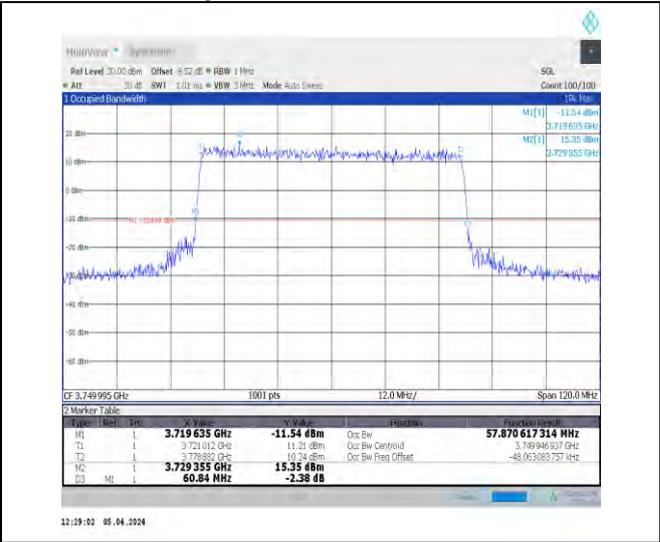 MultiView Spectrum
Ref Level 30.00 dBm Offset 9.52 dB RBW 1 MHz SGL
Att 30 dB SWT 1.01 ms VBW 3 MHz Mode Auto Sweep Count 100/100
1 Occupied Bandwidth 1Pk Max
M1[1] -11.54 dBm
3.719635 GHz
20 dBm M2[1] 15.35 dBm
3.729355 GHz
10 dBm
0 dBm
-10 dBm
-20 dBm
-40 dBm
-50 dBm
-60 dBm
CF 3.749995 GHz 1001 pts 12.0 MHz/ Span 120.0 MHz
2 Marker Table
Type Ref Trc X-Value Y-Value Function Function Result
M1 1 3.719635 GHz -11.54 dBm Occ Bw 57.870617314 MHz
T1 1 3.721012 GHz 11.21 dBm Occ Bw Centroid 3.749946937 GHz
T2 1 3.778882 GHz 10.24 dBm Occ Bw Freq Offset -48.063083757 kHz
M2 1 3.729355 GHz 15.35 dBm
D3 M1 1 60.84 MHz -2.38 dB
12:29:02 05.04.2024